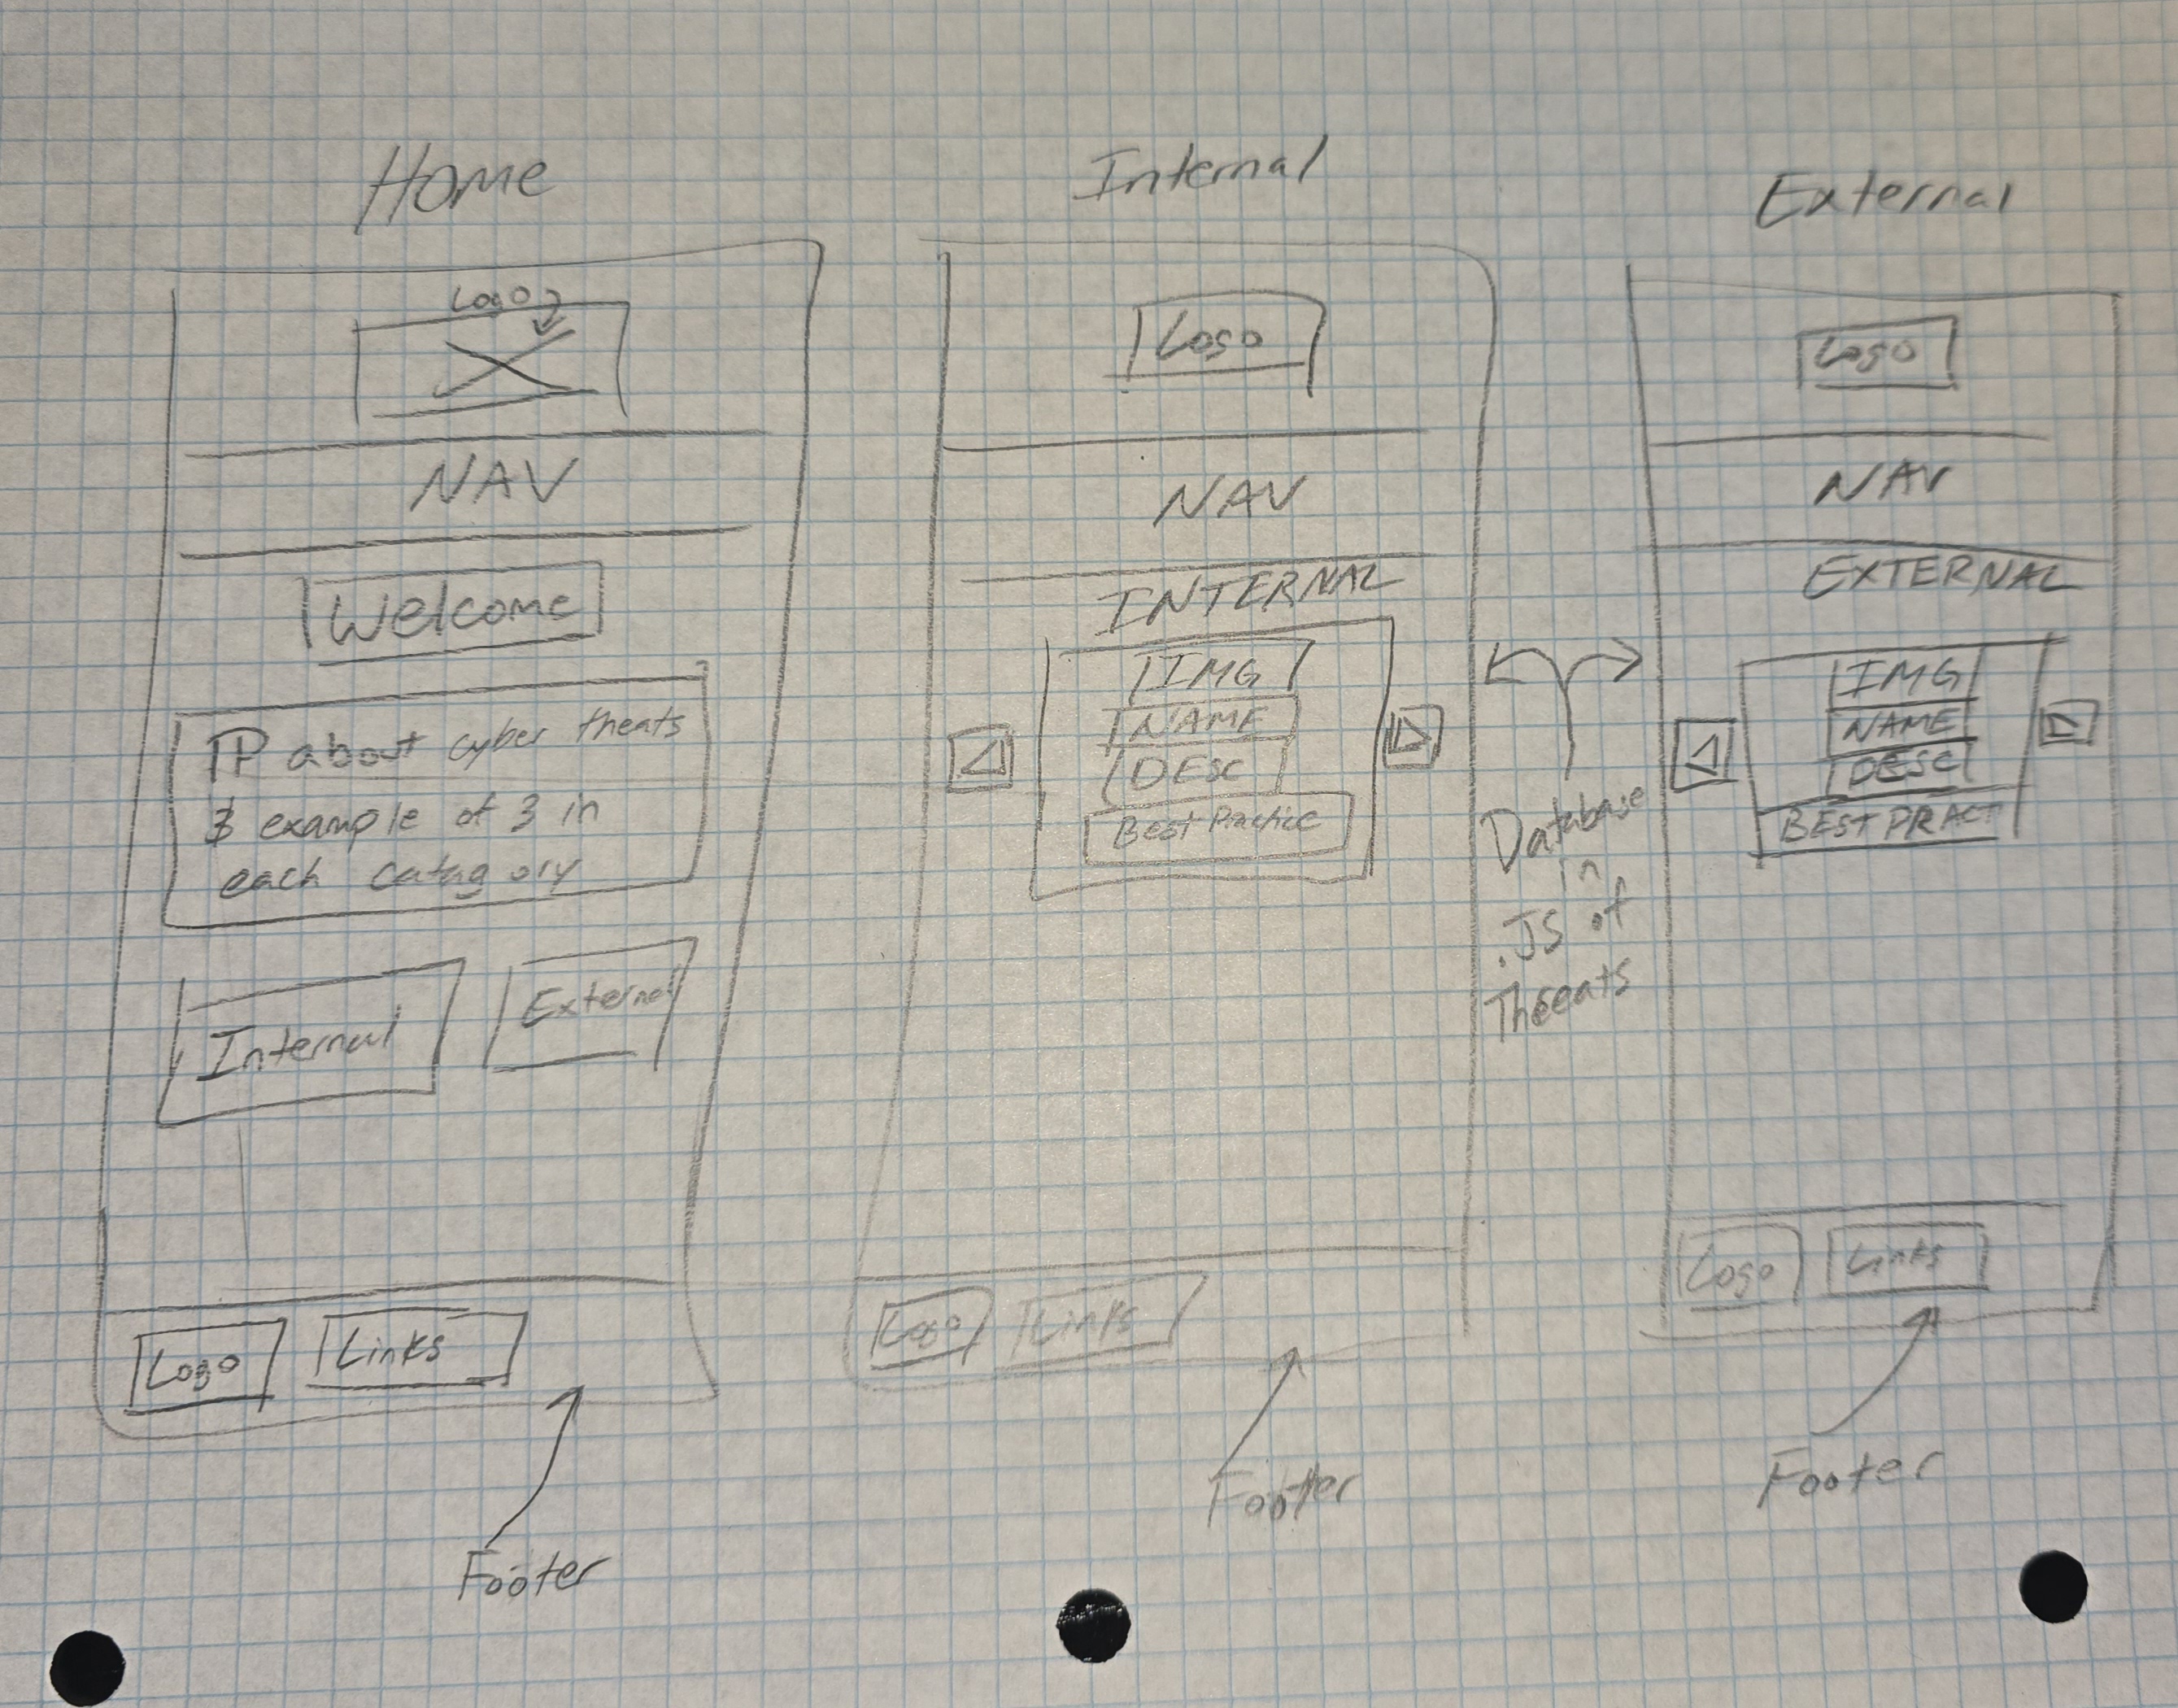 Home
Logo
NAV
Welcome
P about cyber theats
& example of 3 in
each catagory
Internal
External
Logo
Links
Footer
Internal
Logo
NAV
INTERNAL
IMG
NAME
DESC
Best Practice
Logo
Links
Footer
Database
in
.JS of
Threats
External
Logo
NAV
EXTERNAL
IMG
NAME
DESC
BEST PRACT
Logo
Links
Footer